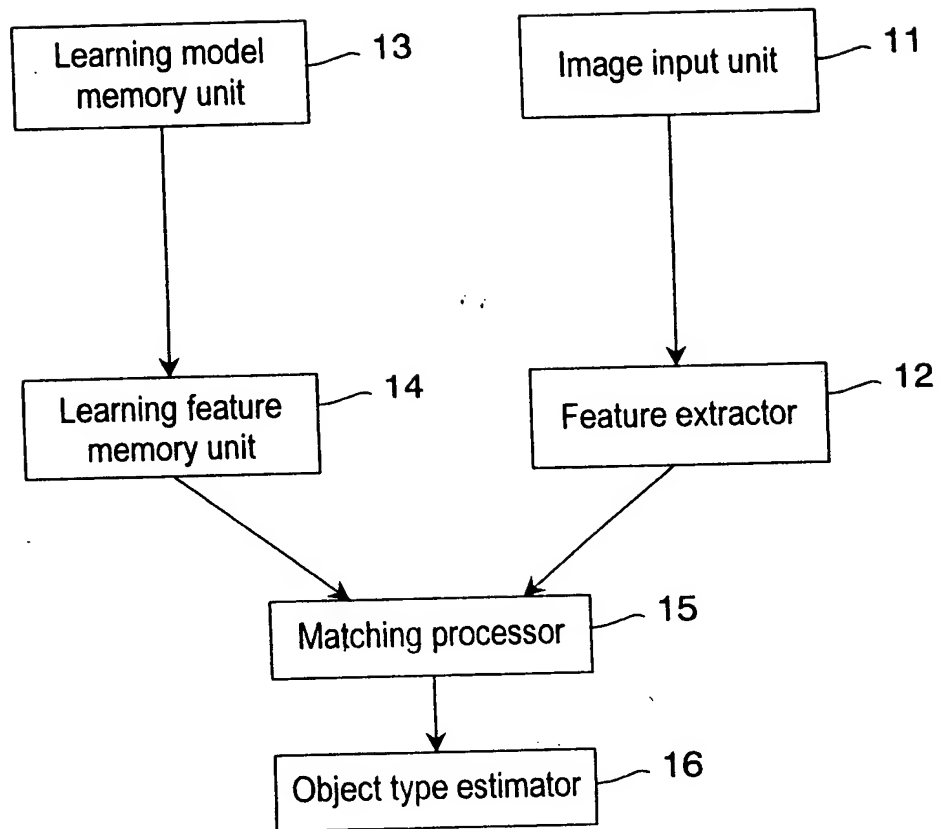 Learning model
memory unit
13
Image input unit
11
Learning feature
memory unit
14
Feature extractor
12
Matching processor
15
Object type estimator
16